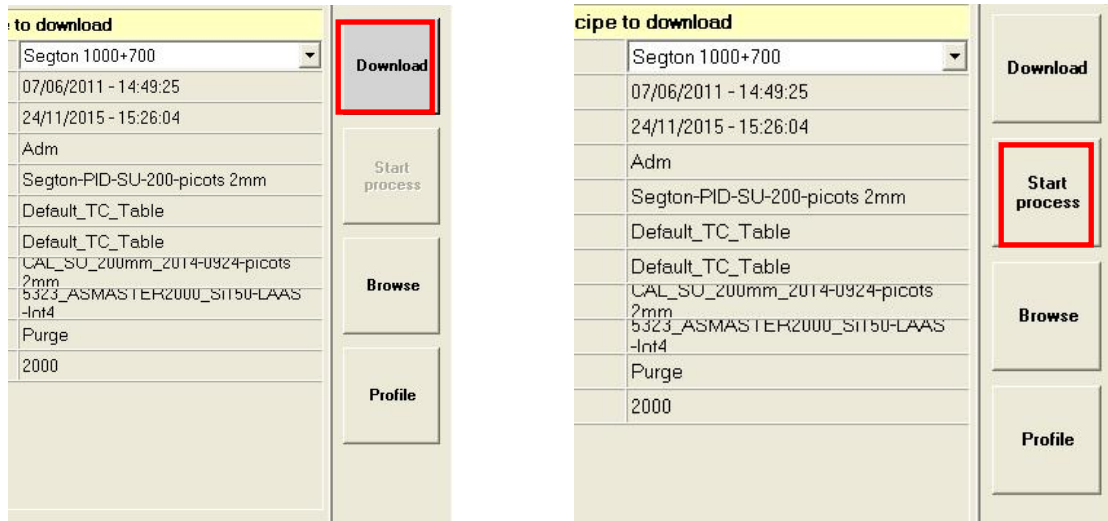 to download
Segton 1000+700
07/06/2011 - 14:49:25
24/11/2015 - 15:26:04
Adm
Segton-PID-SU-200-picots 2mm
Default_TC_Table
Default_TC_Table
CAL_SU_200mm_2014-0924-picots
2mm
5323_ASMASTER2000_SiT50-LAAS
-Int4
Purge
2000
Download
Start
process
Browse
Profile
cipe to download
Segton 1000+700
07/06/2011 - 14:49:25
24/11/2015 - 15:26:04
Adm
Segton-PID-SU-200-picots 2mm
Default_TC_Table
Default_TC_Table
CAL_SU_200mm_2014-0924-picots
2mm
5323_ASMASTER2000_SiT50-LAAS
-Int4
Purge
2000
Download
Start
process
Browse
Profile